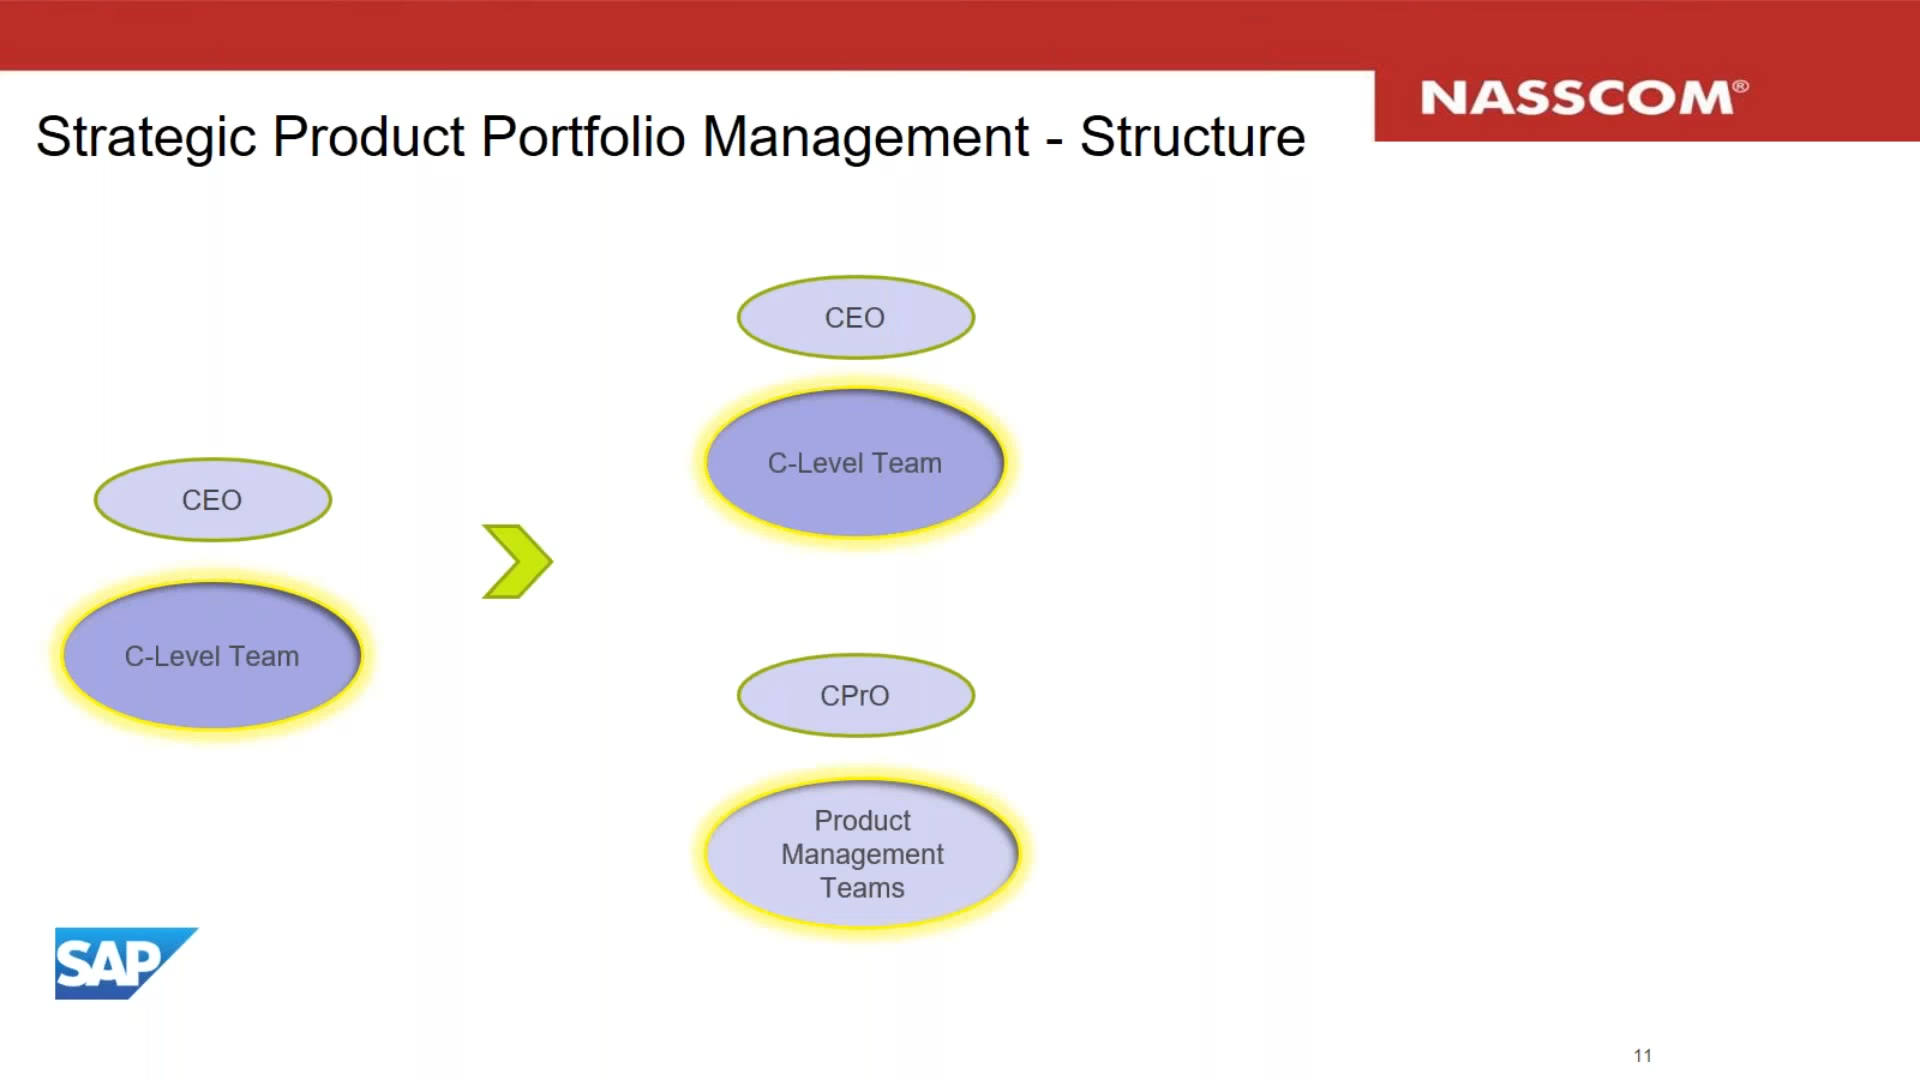 NASSCOM®
Strategic Product Portfolio Management - Structure
CEO
C-Level Team
CEO
C-Level Team
CPrO
Product
Management
Teams
SAP
11